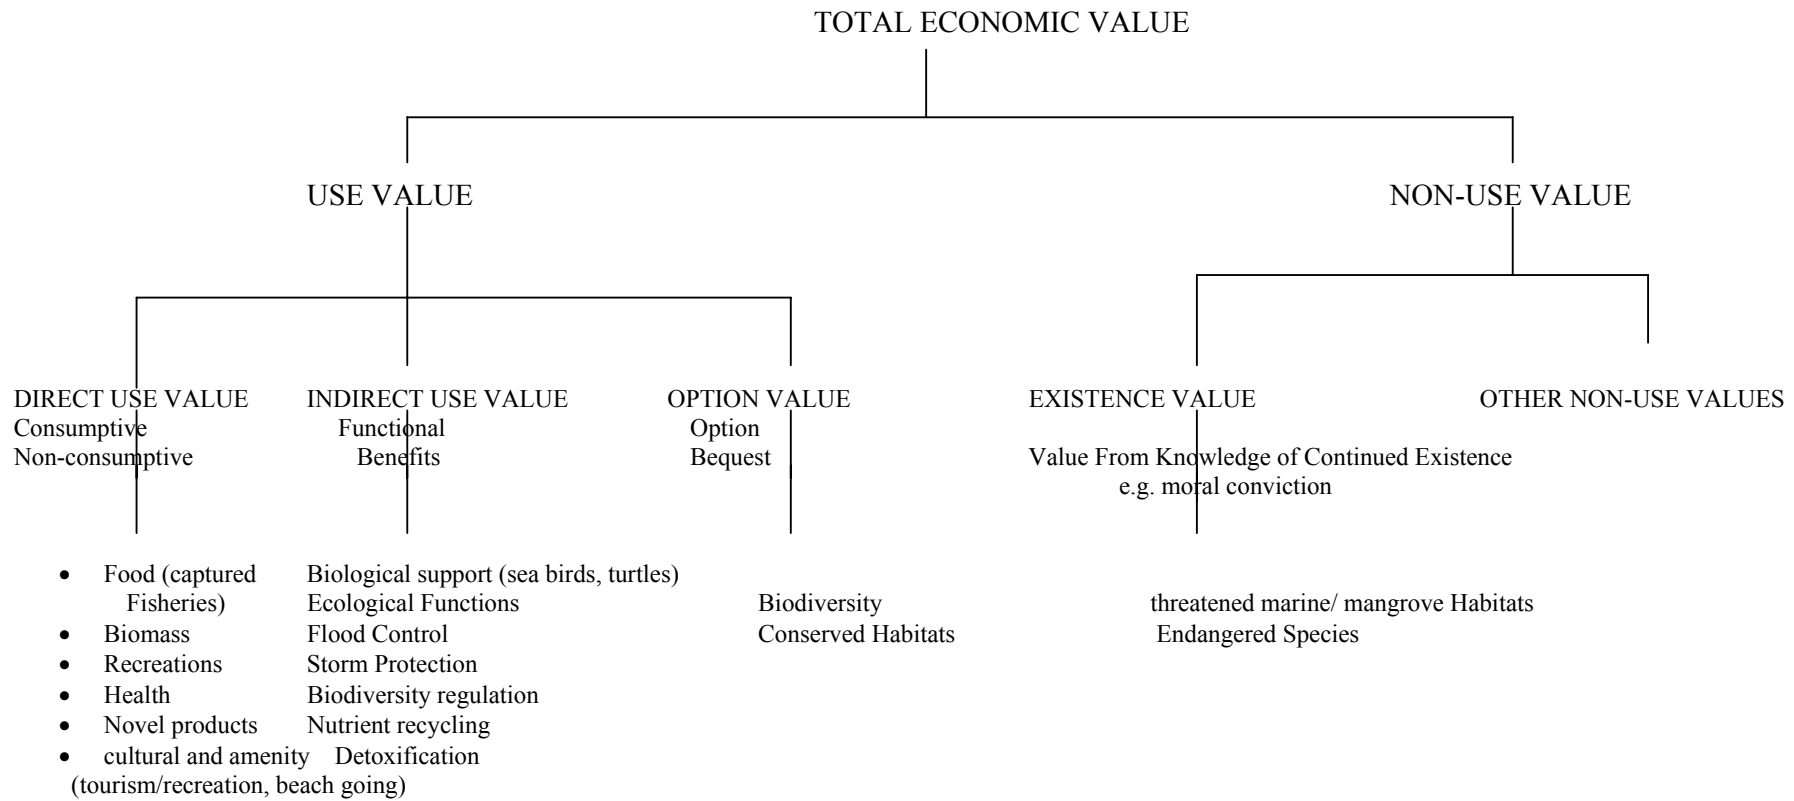 TOTAL ECONOMIC VALUE
USE VALUE
NON-USE VALUE
DIRECT USE VALUE
Consumptive
Non-consumptive
INDIRECT USE VALUE
Functional
Benefits
OPTION VALUE
Option
Bequest
EXISTENCE VALUE
Value From Knowledge of Continued Existence
e.g. moral conviction
OTHER NON-USE VALUES
• Food (captured
Fisheries)
• Biomass
• Recreations
• Health
• Novel products
• cultural and amenity
(tourism/recreation, beach going)
Biological support (sea birds, turtles)
Ecological Functions
Flood Control
Storm Protection
Biodiversity regulation
Nutrient recycling
Detoxification
Biodiversity
Conserved Habitats
threatened marine/ mangrove Habitats
Endangered Species